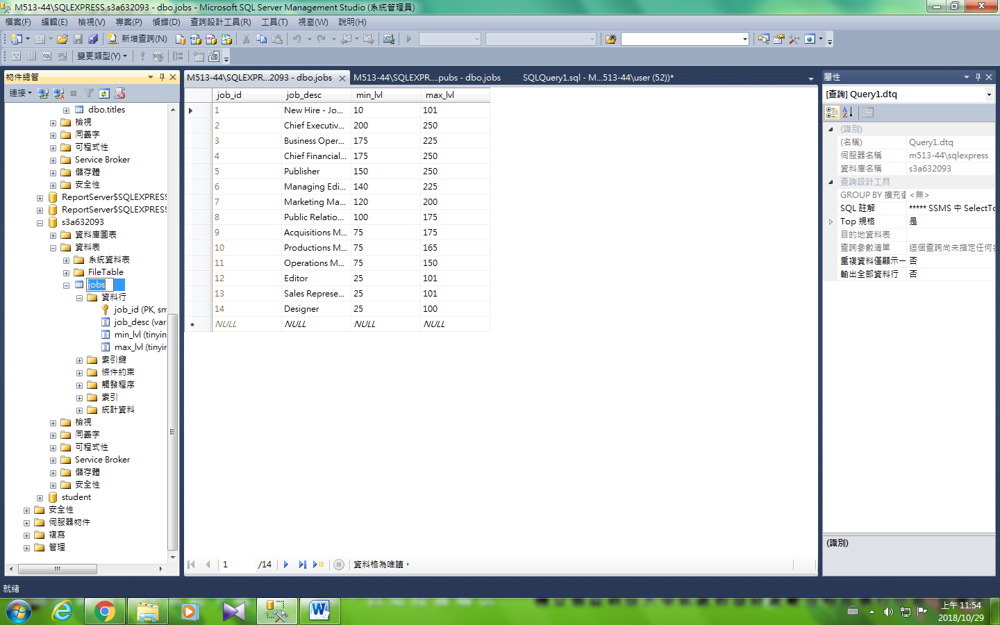 M513-44\SQLEXPRESS.s3a632093 - dbo.jobs - Microsoft SQL Server Management Studio (系統管理員)
檔案(F) 編輯(E) 檢視(V) 專案(P) 偵錯(D) 查詢設計工具(R) 工具(T) 視窗(W) 說明(H)
新增查詢(N)
變更類型(Y)
物件總管
連接
dbo.titles
檢視
同義字
可程式性
Service Broker
儲存體
安全性
ReportServer$SQLEXPRESS
ReportServer$SQLEXPRESS
s3a632093
資料庫圖表
資料表
系統資料表
FileTable
jobs
資料行
job_id (PK, sm
job_desc (var
min_lvl (tinyin
max_lvl (tinyin
索引鍵
條件約束
觸發程序
索引
統計資料
檢視
同義字
可程式性
Service Broker
儲存體
安全性
student
安全性
伺服器物件
複寫
管理
M513-44\SQLEXPR...2093 - dbo.jobs M513-44\SQLEXPR....pubs - dbo.jobs SQLQuery1.sql - M...513-44\user (52))*
job_id job_desc min_lvl max_lvl
1 New Hire - Jo... 10 101
2 Chief Executiv... 200 250
3 Business Oper... 175 225
4 Chief Financial... 175 250
5 Publisher 150 250
6 Managing Edi... 140 225
7 Marketing Ma... 120 200
8 Public Relatio... 100 175
9 Acquisitions M... 75 175
10 Productions M... 75 165
11 Operations M... 75 150
12 Editor 25 101
13 Sales Represe... 25 101
14 Designer 25 100
NULL NULL NULL NULL
1 /14 資料格為唯讀。
屬性
[查詢] Query1.dtq
(識別)
(名稱) Query1.dtq
伺服器名稱 m513-44\sqlexpress
資料庫名稱 s3a632093
查詢設計工具
GROUP BY 擴充選 <無>
SQL 註解 ***** SSMS 中 SelectTo
Top 規格 是
目的地資料表
查詢參數清單 這個查詢尚未指定任何參
重複資料僅顯示一 否
輸出全部資料行 否
(識別)
就緒
上午 11:54
2018/10/29